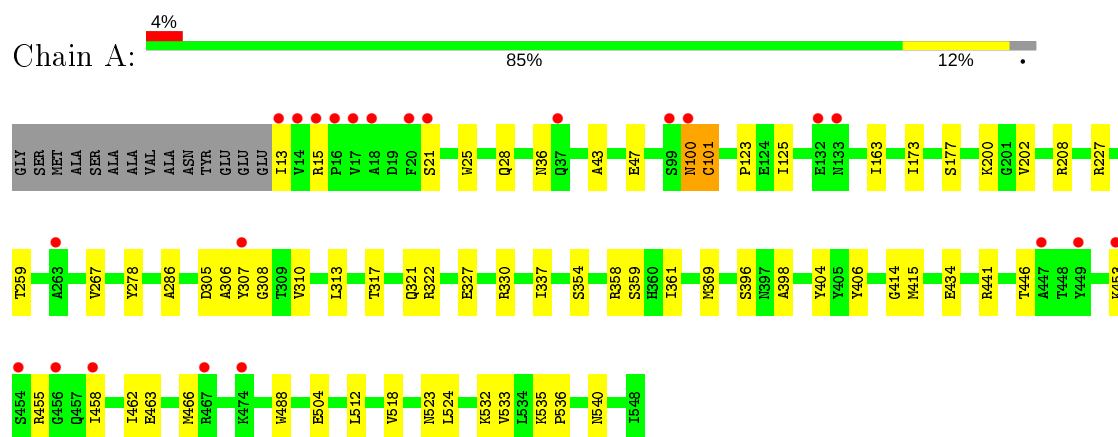 4%
Chain A:
85% 12% •
GLY SER MET ALA SER ALA ALA VAL ALA ASN TYR GLU GLU GLU I13 V14 R15 P16 V17 A18 D19 F20 S21 W25 Q28 N36 Q37 A43 E47 S99 N100 C101 P123 E124 I125 E132 N133 I163 I173 S177 K200 G201 V202 R208 R227
T259 A263 V267 Y278 A286 D305 A306 Y307 G308 T309 V310 L313 T317 Q321 R322 E327 R330 I337 S354 R358 S359 H360 I361 M369 S396 N397 A398 Y404 Y405 Y406 G414 M415 E434 R441 T446 A447 T448 Y449 K453
S454 R455 G456 Q457 I458 I462 E463 M466 R467 K474 W488 E504 L512 V518 N523 L524 K532 V533 L534 K535 P536 N540 I548